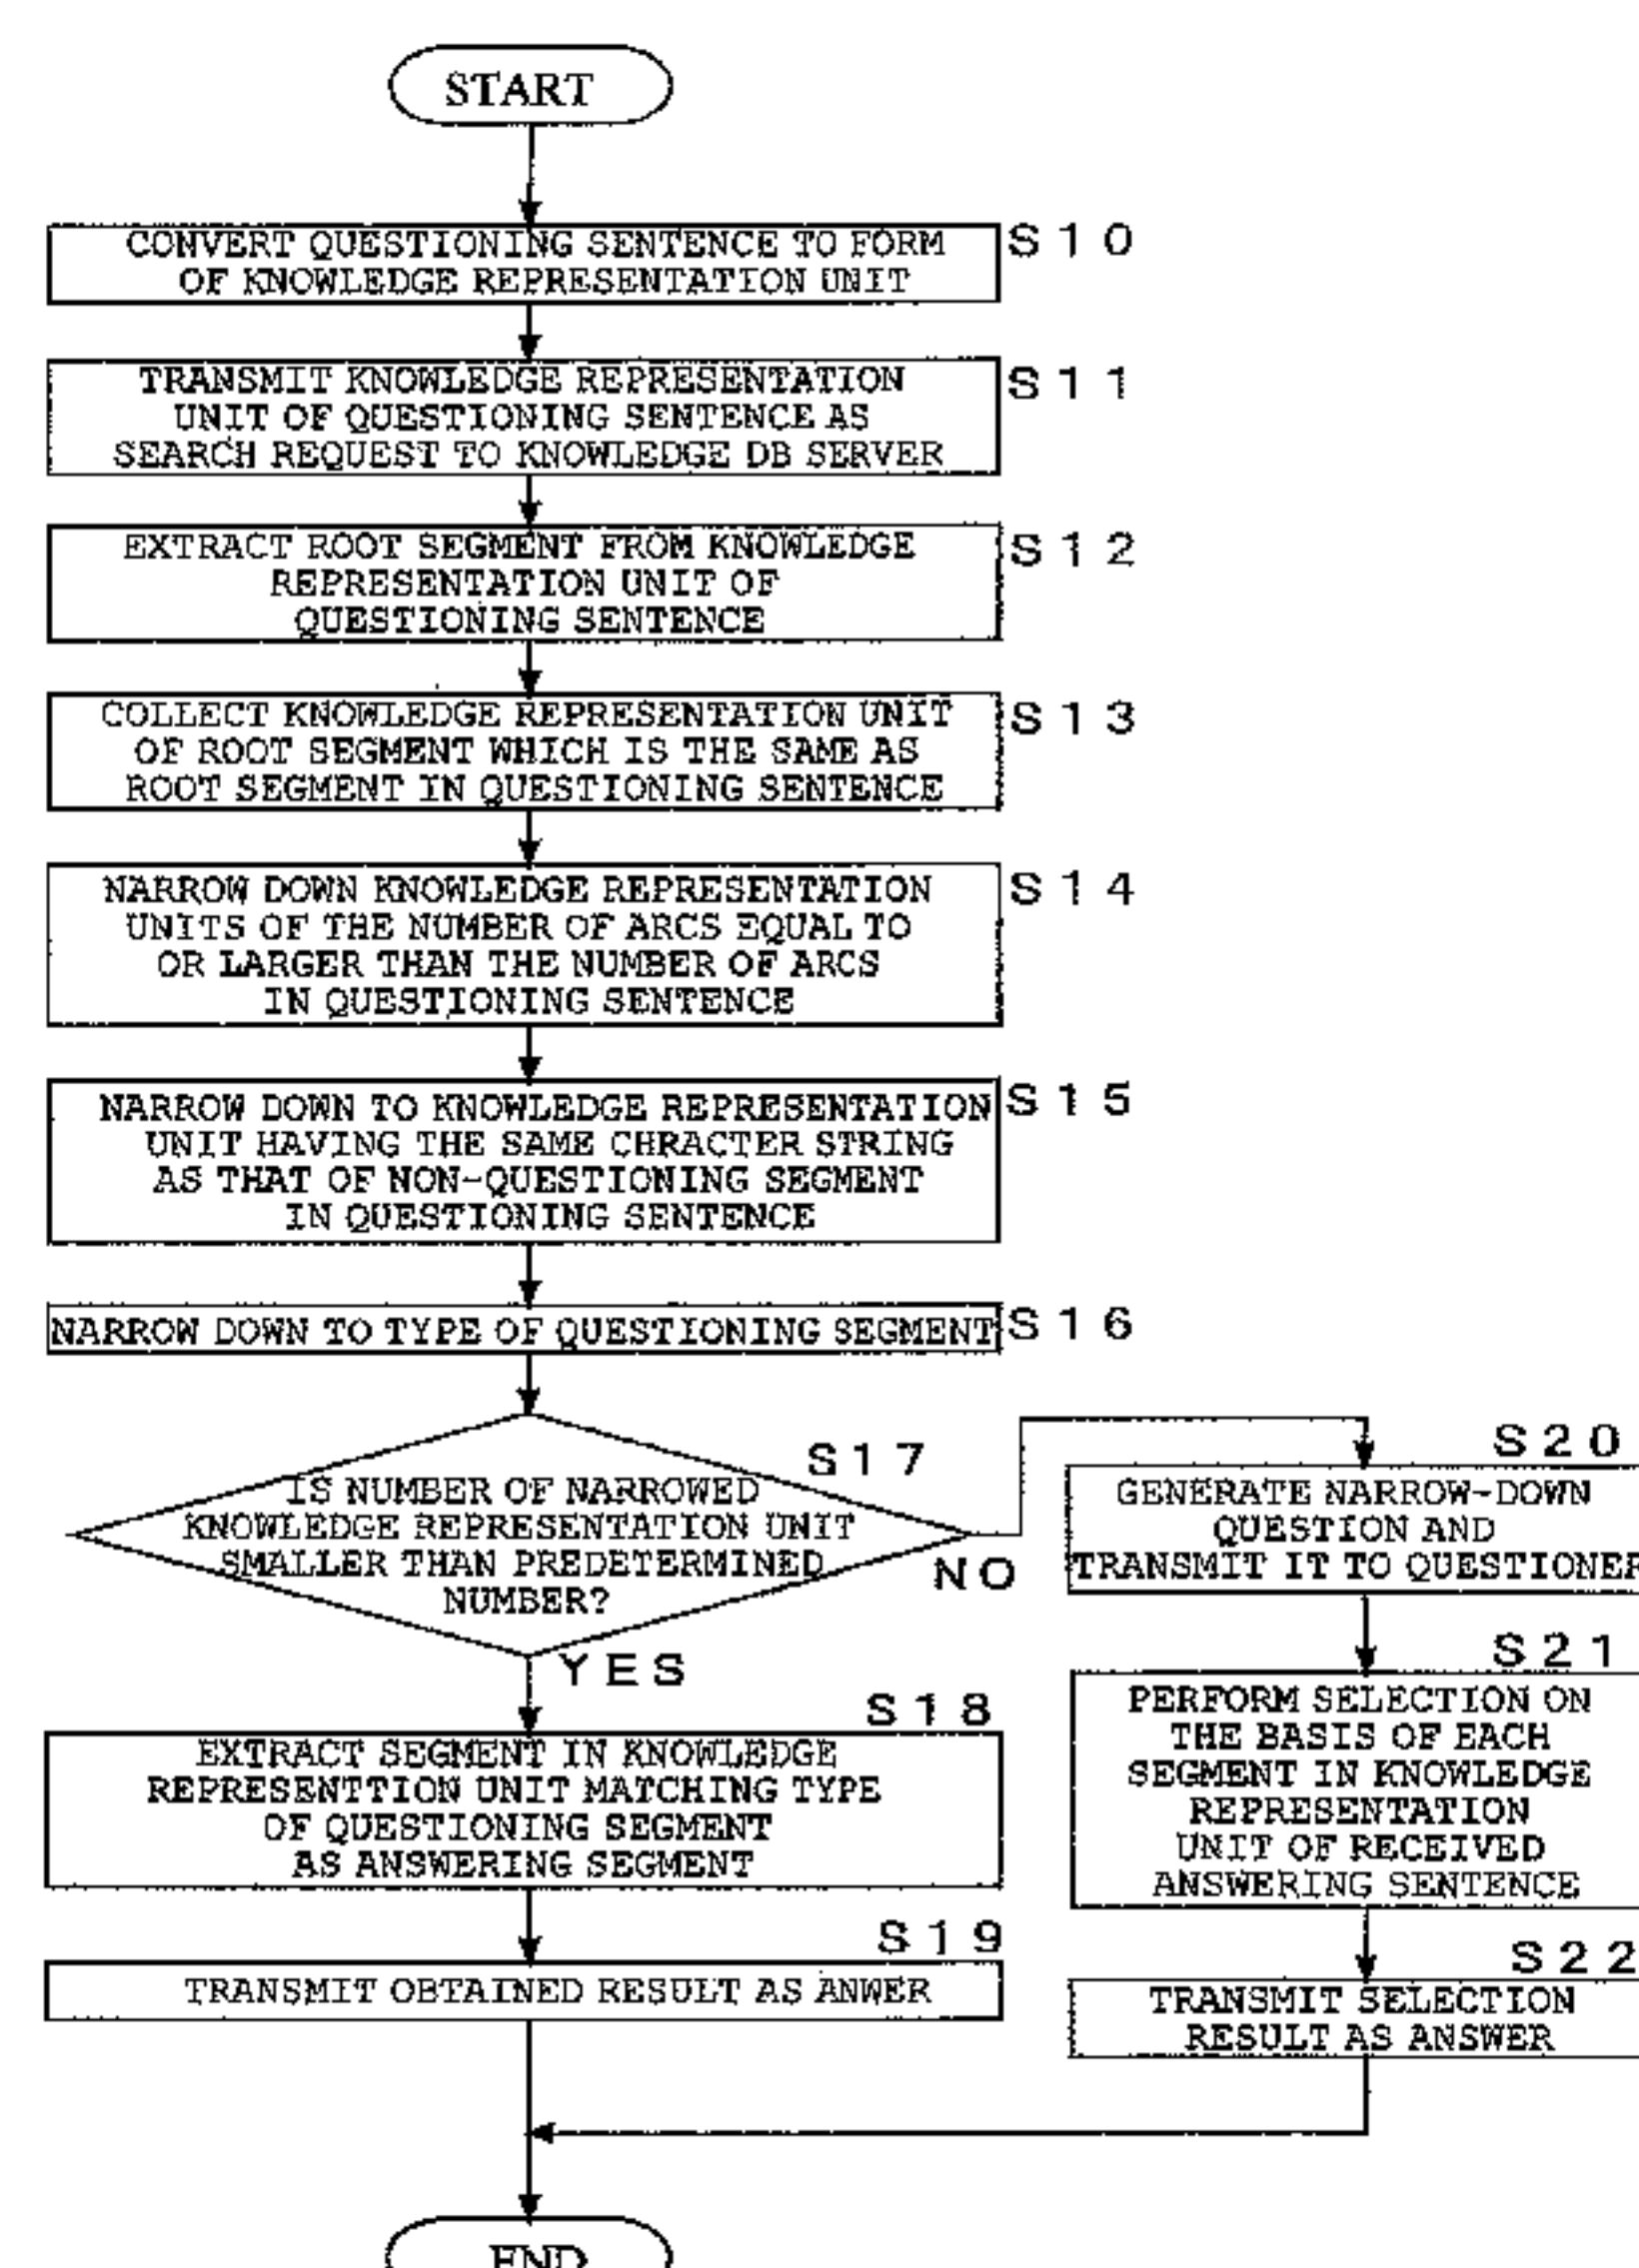 START
CONVERT QUESTIONING SENTENCE TO FORM
OF KNOWLEDGE REPRESENTATION UNIT
S10
TRANSMIT KNOWLEDGE REPRESENTATION
UNIT OF QUESTIONING SENTENCE AS
SEARCH REQUEST TO KNOWLEDGE DB SERVER
S11
EXTRACT ROOT SEGMENT FROM KNOWLEDGE
REPRESENTATION UNIT OF
QUESTIONING SENTENCE
S12
COLLECT KNOWLEDGE REPRESENTATION UNIT
OF ROOT SEGMENT WHICH IS THE SAME AS
ROOT SEGMENT IN QUESTIONING SENTENCE
S13
NARROW DOWN KNOWLEDGE REPRESENTATION
UNITS OF THE NUMBER OF ARCS EQUAL TO
OR LARGER THAN THE NUMBER OF ARCS
IN QUESTIONING SENTENCE
S14
NARROW DOWN TO KNOWLEDGE REPRESENTATION
UNIT HAVING THE SAME CHRACTER STRING
AS THAT OF NON-QUESTIONING SEGMENT
IN QUESTIONING SENTENCE
S15
NARROW DOWN TO TYPE OF QUESTIONING SEGMENT
S16
S17
IS NUMBER OF NARROWED
KNOWLEDGE REPRESENTATION UNIT
SMALLER THAN PREDETERMINED
NUMBER?
NO
YES
S18
EXTRACT SEGMENT IN KNOWLEDGE
REPRESENTTION UNIT MATCHING TYPE
OF QUESTIONING SEGMENT
AS ANSWERING SEGMENT
S19
TRANSMIT OBTAINED RESULT AS ANWER
S20
GENERATE NARROW-DOWN
QUESTION AND
TRANSMIT IT TO QUESTIONER
S21
PERFORM SELECTION ON
THE BASIS OF EACH
SEGMENT IN KNOWLEDGE
REPRESENTATION
UNIT OF RECEIVED
ANSWERING SENTENCE
S22
TRANSMIT SELECTION
RESULT AS ANSWER
END